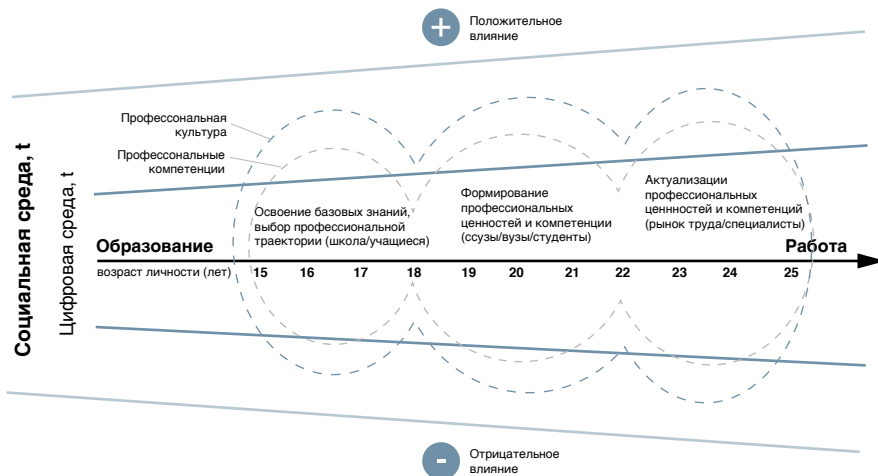 +
Положительное
влияние
Профессональная
культура
Профессональные
компетенции
Социальная среда, t
Цифровая среда, t
Освоение базовых знаний,
выбор профессиональной
траектории (школа/учащиеся)
Формирование
профессиональных
ценностей и компетенции
(ссузы/вузы/студенты)
Актуализации
профессиональных
ценнностей и компетенций
(рынок труда/специалисты)
Образование
Работа
возраст личности (лет) 15 16 17 18 19 20 21 22 23 24 25
-
Отрицательное
влияние